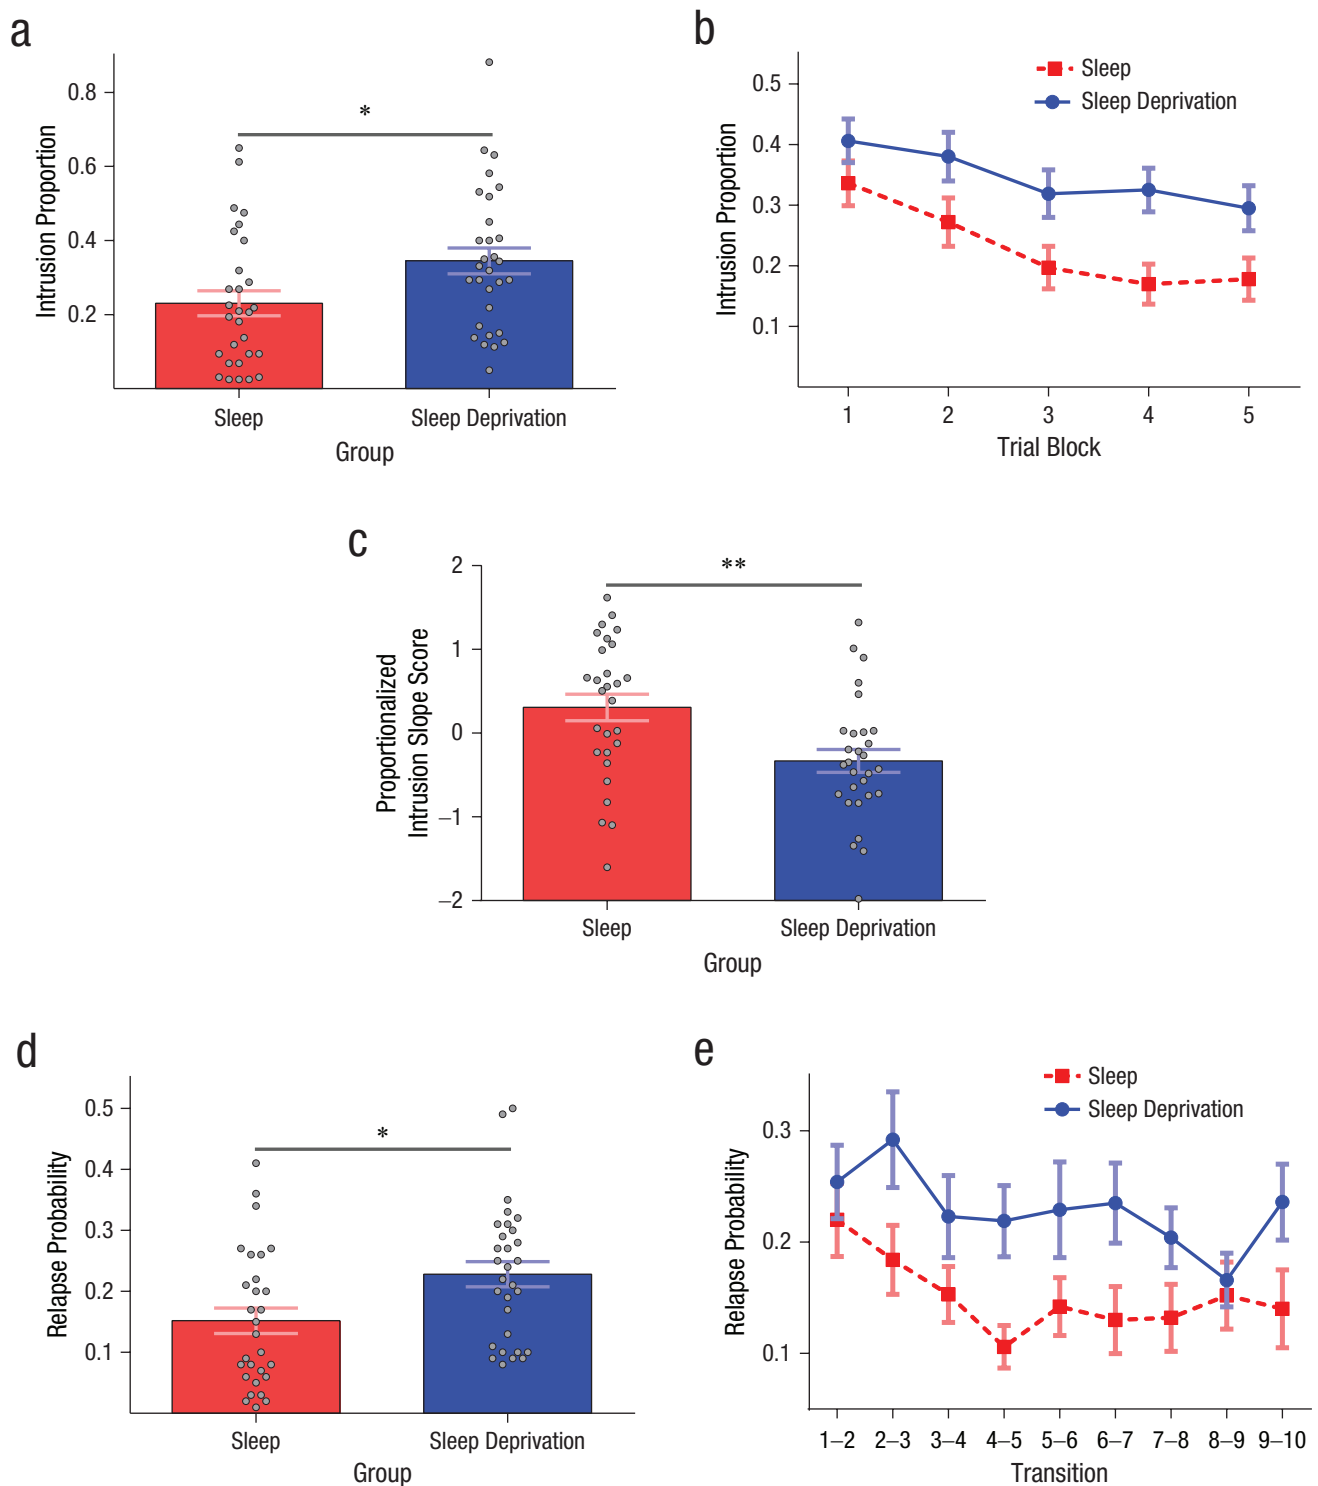 a
Intrusion Proportion
0.8
0.6
0.4
0.2
*
Sleep
Sleep Deprivation
Group
b
Intrusion Proportion
0.5
0.4
0.3
0.2
0.1
Sleep
Sleep Deprivation
1 2 3 4 5
Trial Block
c
Proportionalized
Intrusion Slope Score
2
1
0
–1
–2
**
Sleep
Sleep Deprivation
Group
d
Relapse Probability
0.5
0.4
0.3
0.2
0.1
*
Sleep
Sleep Deprivation
Group
e
Relapse Probability
0.3
0.2
0.1
Sleep
Sleep Deprivation
1–2 2–3 3–4 4–5 5–6 6–7 7–8 8–9 9–10
Transition